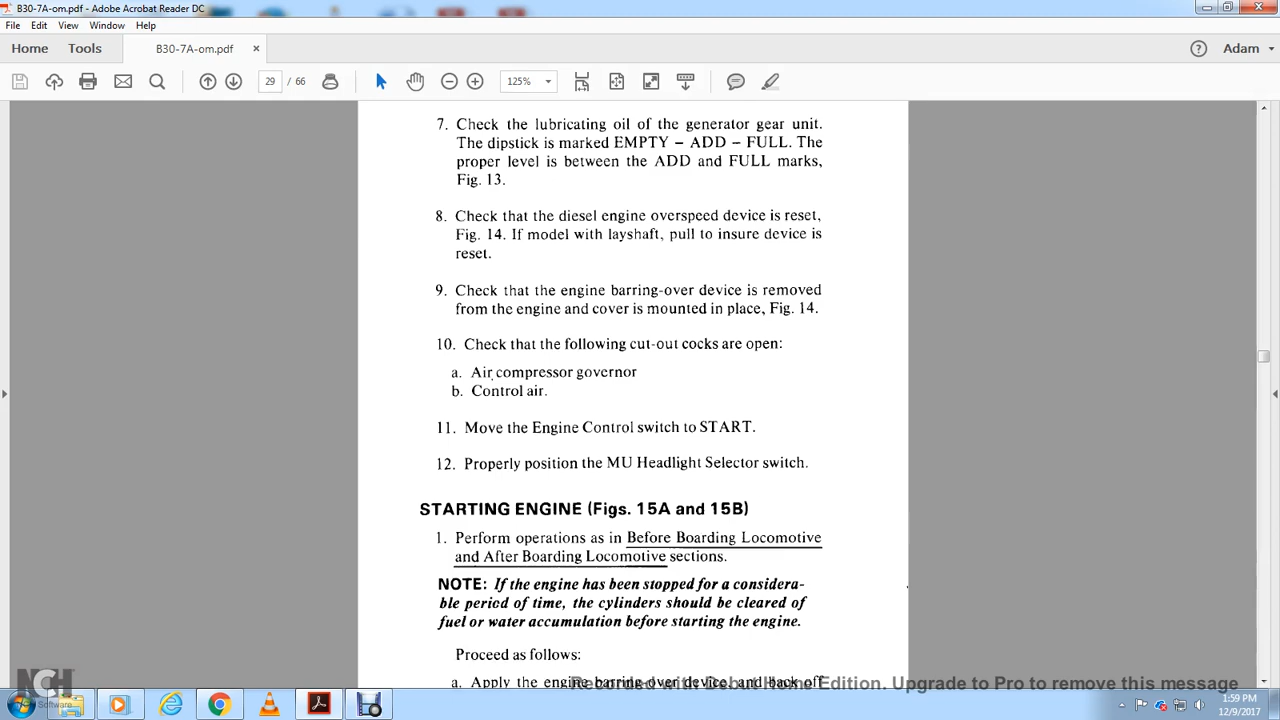 B30-7A-om.pdf - Adobe Acrobat Reader DC
File Edit View Window Help
Home Tools B30-7A-om.pdf × ? Adam
29 / 66 125%
7. Check the lubricating oil of the generator gear unit.
The dipstick is marked EMPTY – ADD – FULL. The
proper level is between the ADD and FULL marks,
Fig. 13.
8. Check that the diesel engine overspeed device is reset,
Fig. 14. If model with layshaft, pull to insure device is
reset.
9. Check that the engine barring-over device is removed
from the engine and cover is mounted in place, Fig. 14.
10. Check that the following cut-out cocks are open:
a. Air compressor governor
b. Control air.
11. Move the Engine Control switch to START.
12. Properly position the MU Headlight Selector switch.
STARTING ENGINE (Figs. 15A and 15B)
1. Perform operations as in Before Boarding Locomotive
and After Boarding Locomotive sections.
NOTE: If the engine has been stopped for a considera-
ble period of time, the cylinders should be cleared of
fuel or water accumulation before starting the engine.
Proceed as follows:
a. Apply the engine barring-over device and back off
Recorded with Debut Home Edition. Upgrade to Pro to remove this message
NCH
Software
1:59 PM
12/9/2017